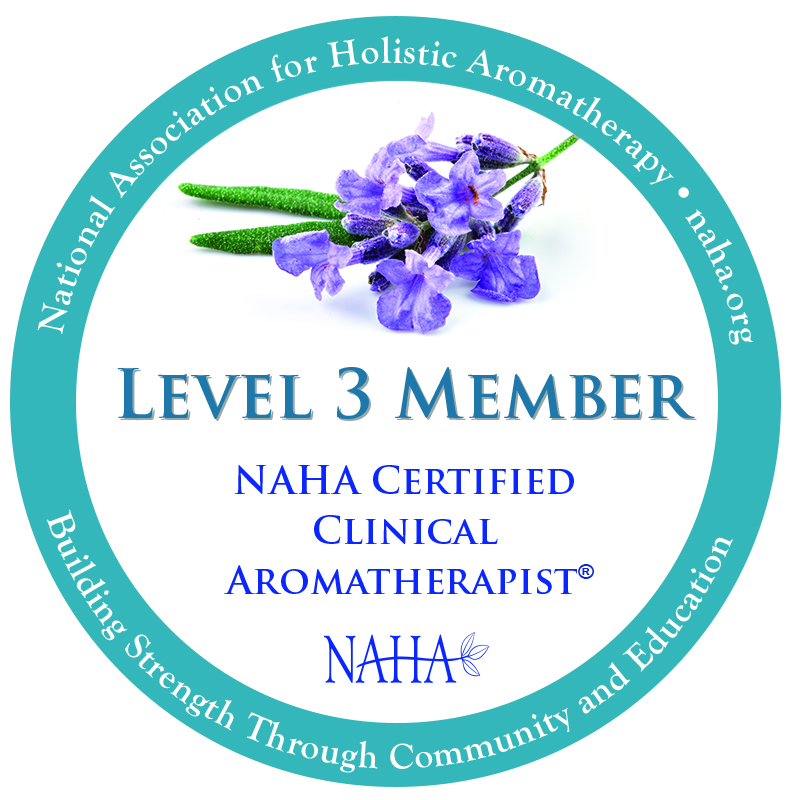 National Association for Holistic Aromatherapy • naha.org
LEVEL 3 MEMBER
NAHA CERTIFIED
CLINICAL
AROMATHERAPIST®
NAHA
Building Strength Through Community and Education